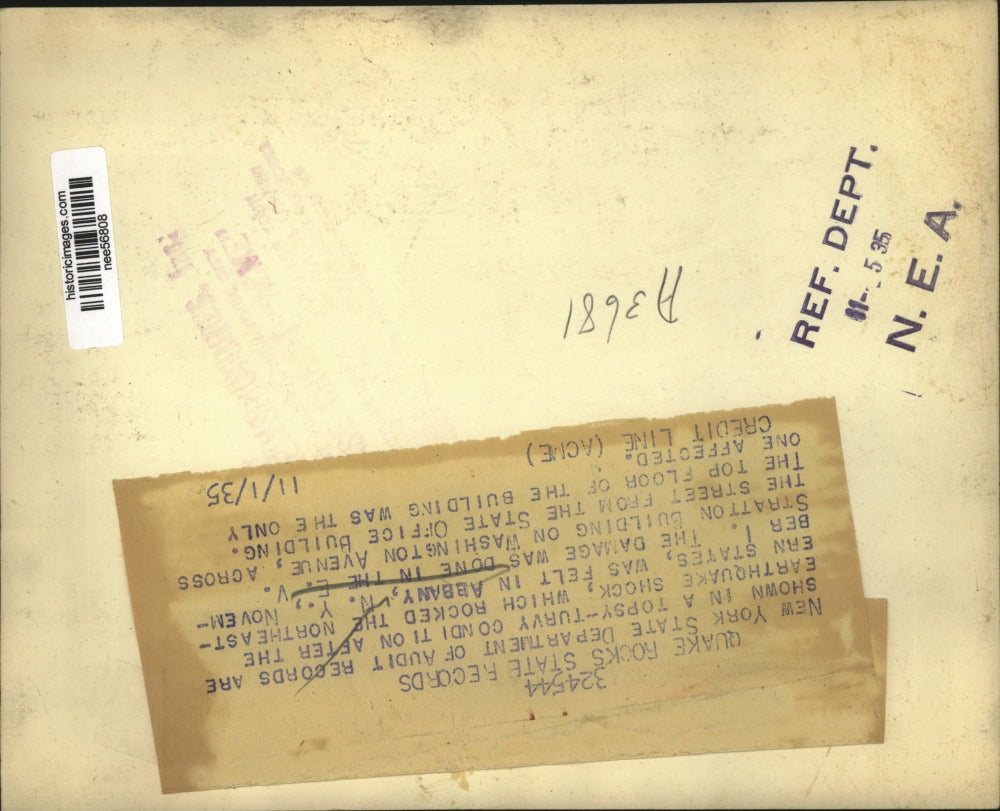 historicimages.com
nee56808
REF. DEPT.
5 35
N. E. A.
A3681
324544
QUAKE ROCKS STATE RECORDS
NEW YORK STATE DEPARTMENT OF AUDIT RECORDS ARE
SHOWN IN A TOPSY-TURVY CONDITION AFTER THE
EARTHQUAKE SHOCK, WHICH ROCKED THE NORTHEAST-
ERN STATES, WAS FELT IN ALBANY, N. Y., NOVEM-
BER 1. THE DAMAGE WAS DONE IN THE E. V.
STRATTON BUILDING ON WASHINGTON AVENUE, ACROSS
THE STREET FROM THE STATE OFFICE BUILDING.
THE TOP FLOOR OF THE BUILDING WAS THE ONLY
ONE AFFECTED.
CREDIT LINE (ACME) 11/1/35